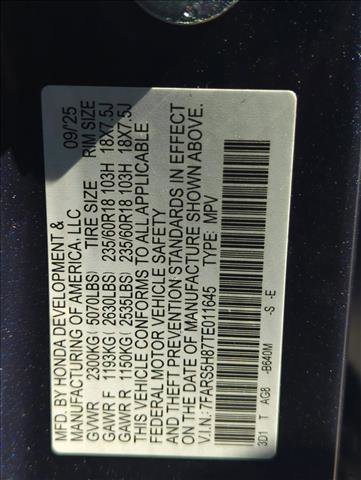 MFD. BY HONDA DEVELOPMENT & 09/25
MANUFACTURING OF AMERICA, LLC
GVWR 2300KG (5070LBS) TIRE SIZE RIM SIZE
GAWR F 1193KG (2630LBS) 235/60R18 103H 18X7.5J
GAWR R 1150KG (2535LBS) 235/60R18 103H 18X7.5J
THIS VEHICLE CONFORMS TO ALL APPLICABLE
FEDERAL MOTOR VEHICLE SAFETY
AND THEFT PREVENTION STANDARDS IN EFFECT
ON THE DATE OF MANUFACTURE SHOWN ABOVE.
V.I.N.: 7FARS5H87TE011645 TYPE: MPV
3D1 T AG8 -B640M -S -E